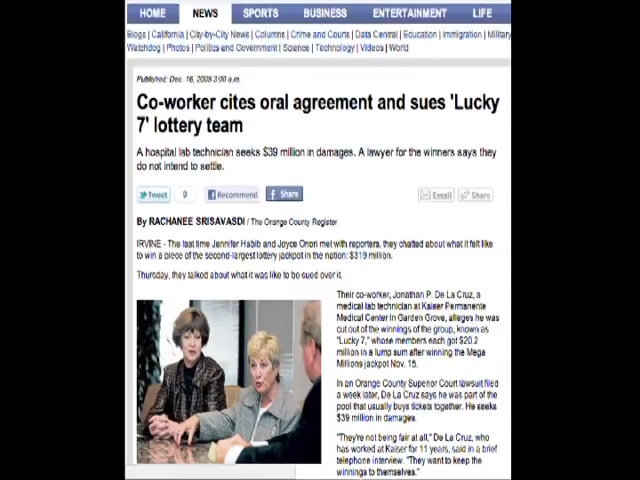 HOME NEWS SPORTS BUSINESS ENTERTAINMENT LIFE
Blogs | California | City-by-City News | Columns | Crime and Courts | Data Central | Education | Immigration | Military
Watchdog | Photos | Politics and Government | Science | Technology | Videos | World
Published: Dec. 16, 2005 3:00 a.m.
Co-worker cites oral agreement and sues 'Lucky
7' lottery team
A hospital lab technician seeks $39 million in damages. A lawyer for the winners says they
do not intend to settle.
Tweet 0 Recommend Share Email Share
By RACHANEE SRISAVASDI / The Orange County Register
IRVINE - The last time Jennifer Habib and Joyce Onori met with reporters, they chatted about what it felt like
to win a piece of the second-largest lottery jackpot in the nation: $319 million.
Thursday, they talked about what it was like to be sued over it.
Their co-worker, Jonathan P. De La Cruz, a
medical lab technician at Kaiser Permanente
Medical Center in Garden Grove, alleges he was
cut out of the winnings of the group, known as
"Lucky 7," whose members each got $20.2
million in a lump sum after winning the Mega
Millions jackpot Nov. 15.
In an Orange County Superior Court lawsuit filed
a week later, De La Cruz says he was part of the
pool that usually buys tickets together. He seeks
$39 million in damages.
"They're not being fair at all," De La Cruz, who
has worked at Kaiser for 11 years, said in a brief
telephone interview. "They want to keep the
winnings to themselves."